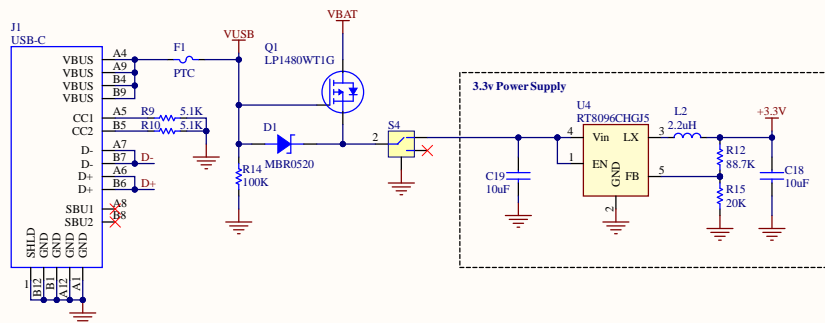 J1
USB-C
VBUS A4
VBUS A9
VBUS B4
VBUS B9
CC1 A5
CC2 B5
D- A7
D- B7
D+ A6
D+ B6
SBU1 A8
SBU2 B8
SHLD
GND
GND
GND
GND
1
B12
B1
A12
A1
F1
PTC
R9 5.1K
R10 5.1K
D-
D+
VUSB
R14
100K
Q1
LP1480WT1G
VBAT
D1
MBR0520
S4
2
3.3v Power Supply
C19
10uF
U4
RT8096CHGJ5
4 Vin LX 3
1 EN
GND
FB 5
2
L2
2.2uH
R12
88.7K
R15
20K
+3.3V
C18
10uF